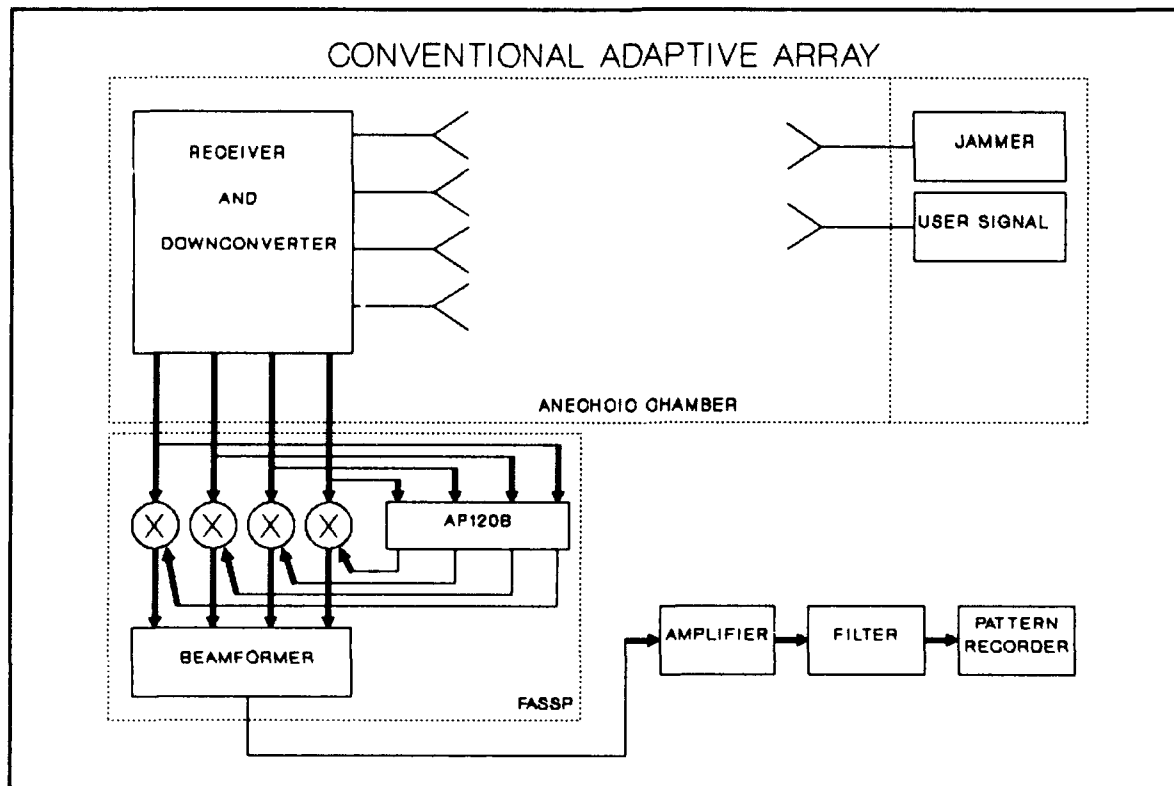 CONVENTIONAL ADAPTIVE ARRAY
RECEIVER
AND
DOWNCONVERTER
JAMMER
USER SIGNAL
ANECHOIC CHAMBER
X
X
X
X
AP120B
BEAMFORMER
FASSP
AMPLIFIER
FILTER
PATTERN
RECORDER